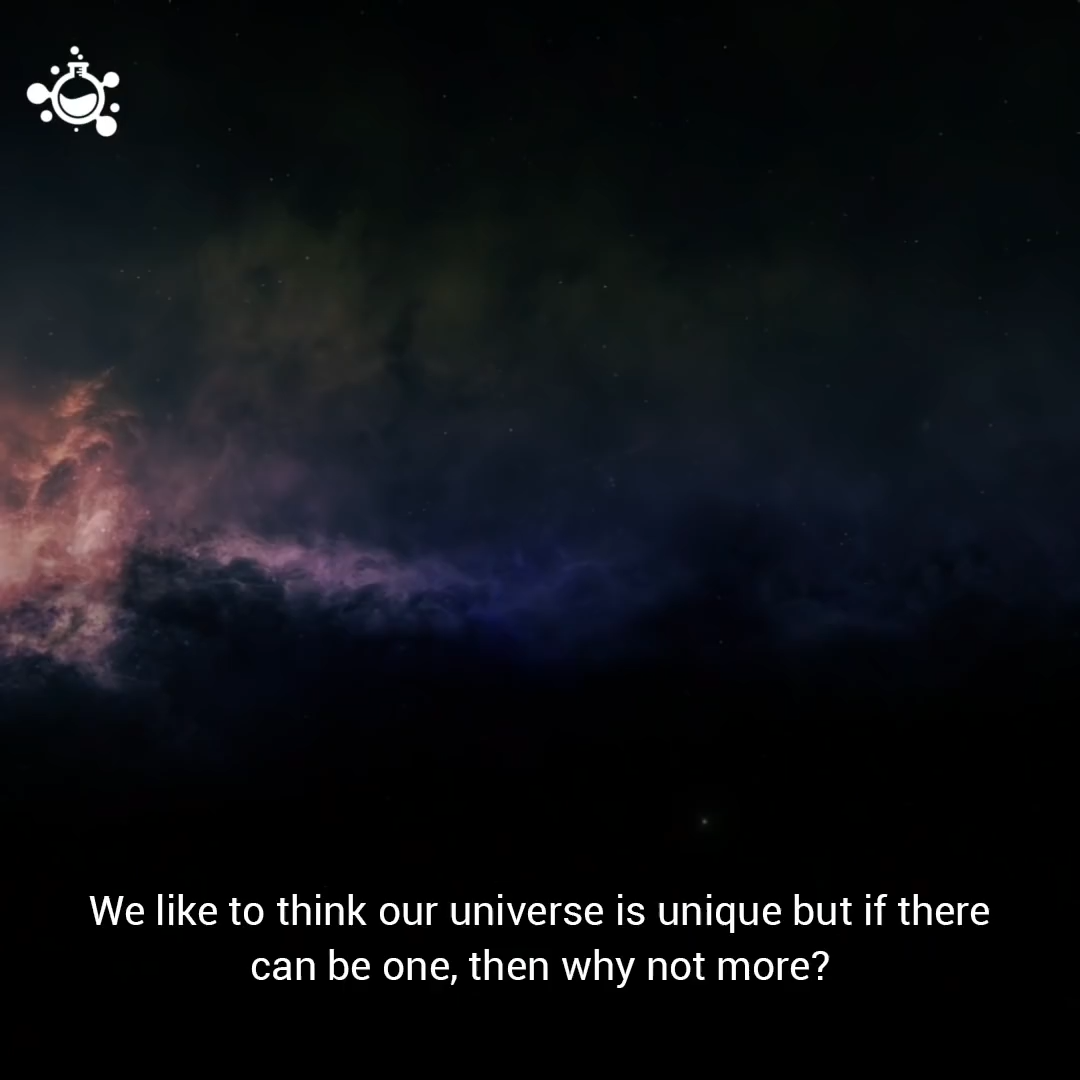 We like to think our universe is unique but if there
can be one, then why not more?